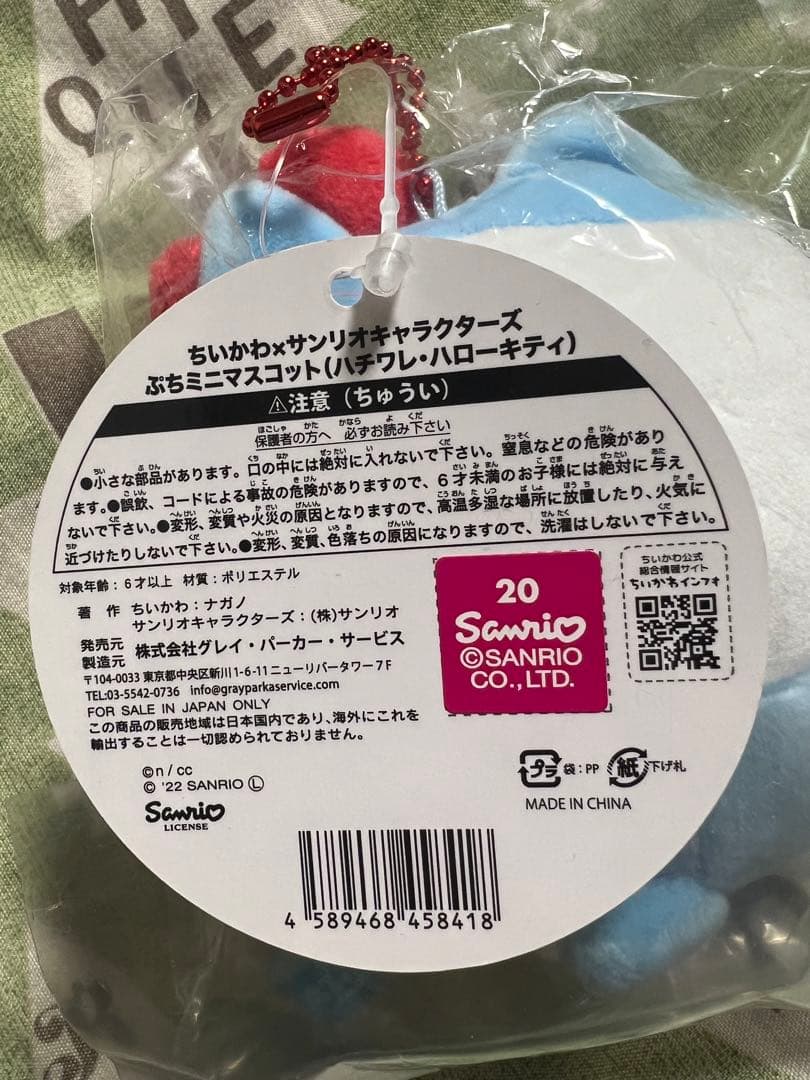 ちいかわ×サンリオキャラクターズ
ぷちミニマスコット(ハチワレ・ハローキティ)
⚠注意(ちゅうい)
保護者の方へ 必ずお読み下さい
●小さな部品があります。口の中には絶対に入れないで下さい。窒息などの危険があり
ます。●誤飲、コードによる事故の危険がありますので、6才未満のお子様には絶対に与え
ないで下さい。●変形、変質や火災の原因となりますので、高温多湿な場所に放置したり、火気に
近づけたりしないで下さい。●変形、変質、色落ちの原因になりますので、洗濯はしないで下さい。
対象年齢:6才以上 材質:ポリエステル
著 作 ちいかわ:ナガノ
サンリオキャラクターズ:(株)サンリオ
発売元
製造元 株式会社グレイ・パーカー・サービス
〒104-0033 東京都中央区新川1-6-11 ニューリバータワー7F
TEL:03-5542-0736 info@grayparkaservice.com
FOR SALE IN JAPAN ONLY
この商品の販売地域は日本国内であり、海外にこれを
輸出することは一切認められておりません。
©n / cc
© '22 SANRIO Ⓛ
Sanrio
LICENSE
20
Sanrio
©SANRIO
CO., LTD.
ちいかわ公式
総合情報サイト
ちいかわインフォ
プラ 袋:PP 紙 下げ札
MADE IN CHINA
4 589468 458418